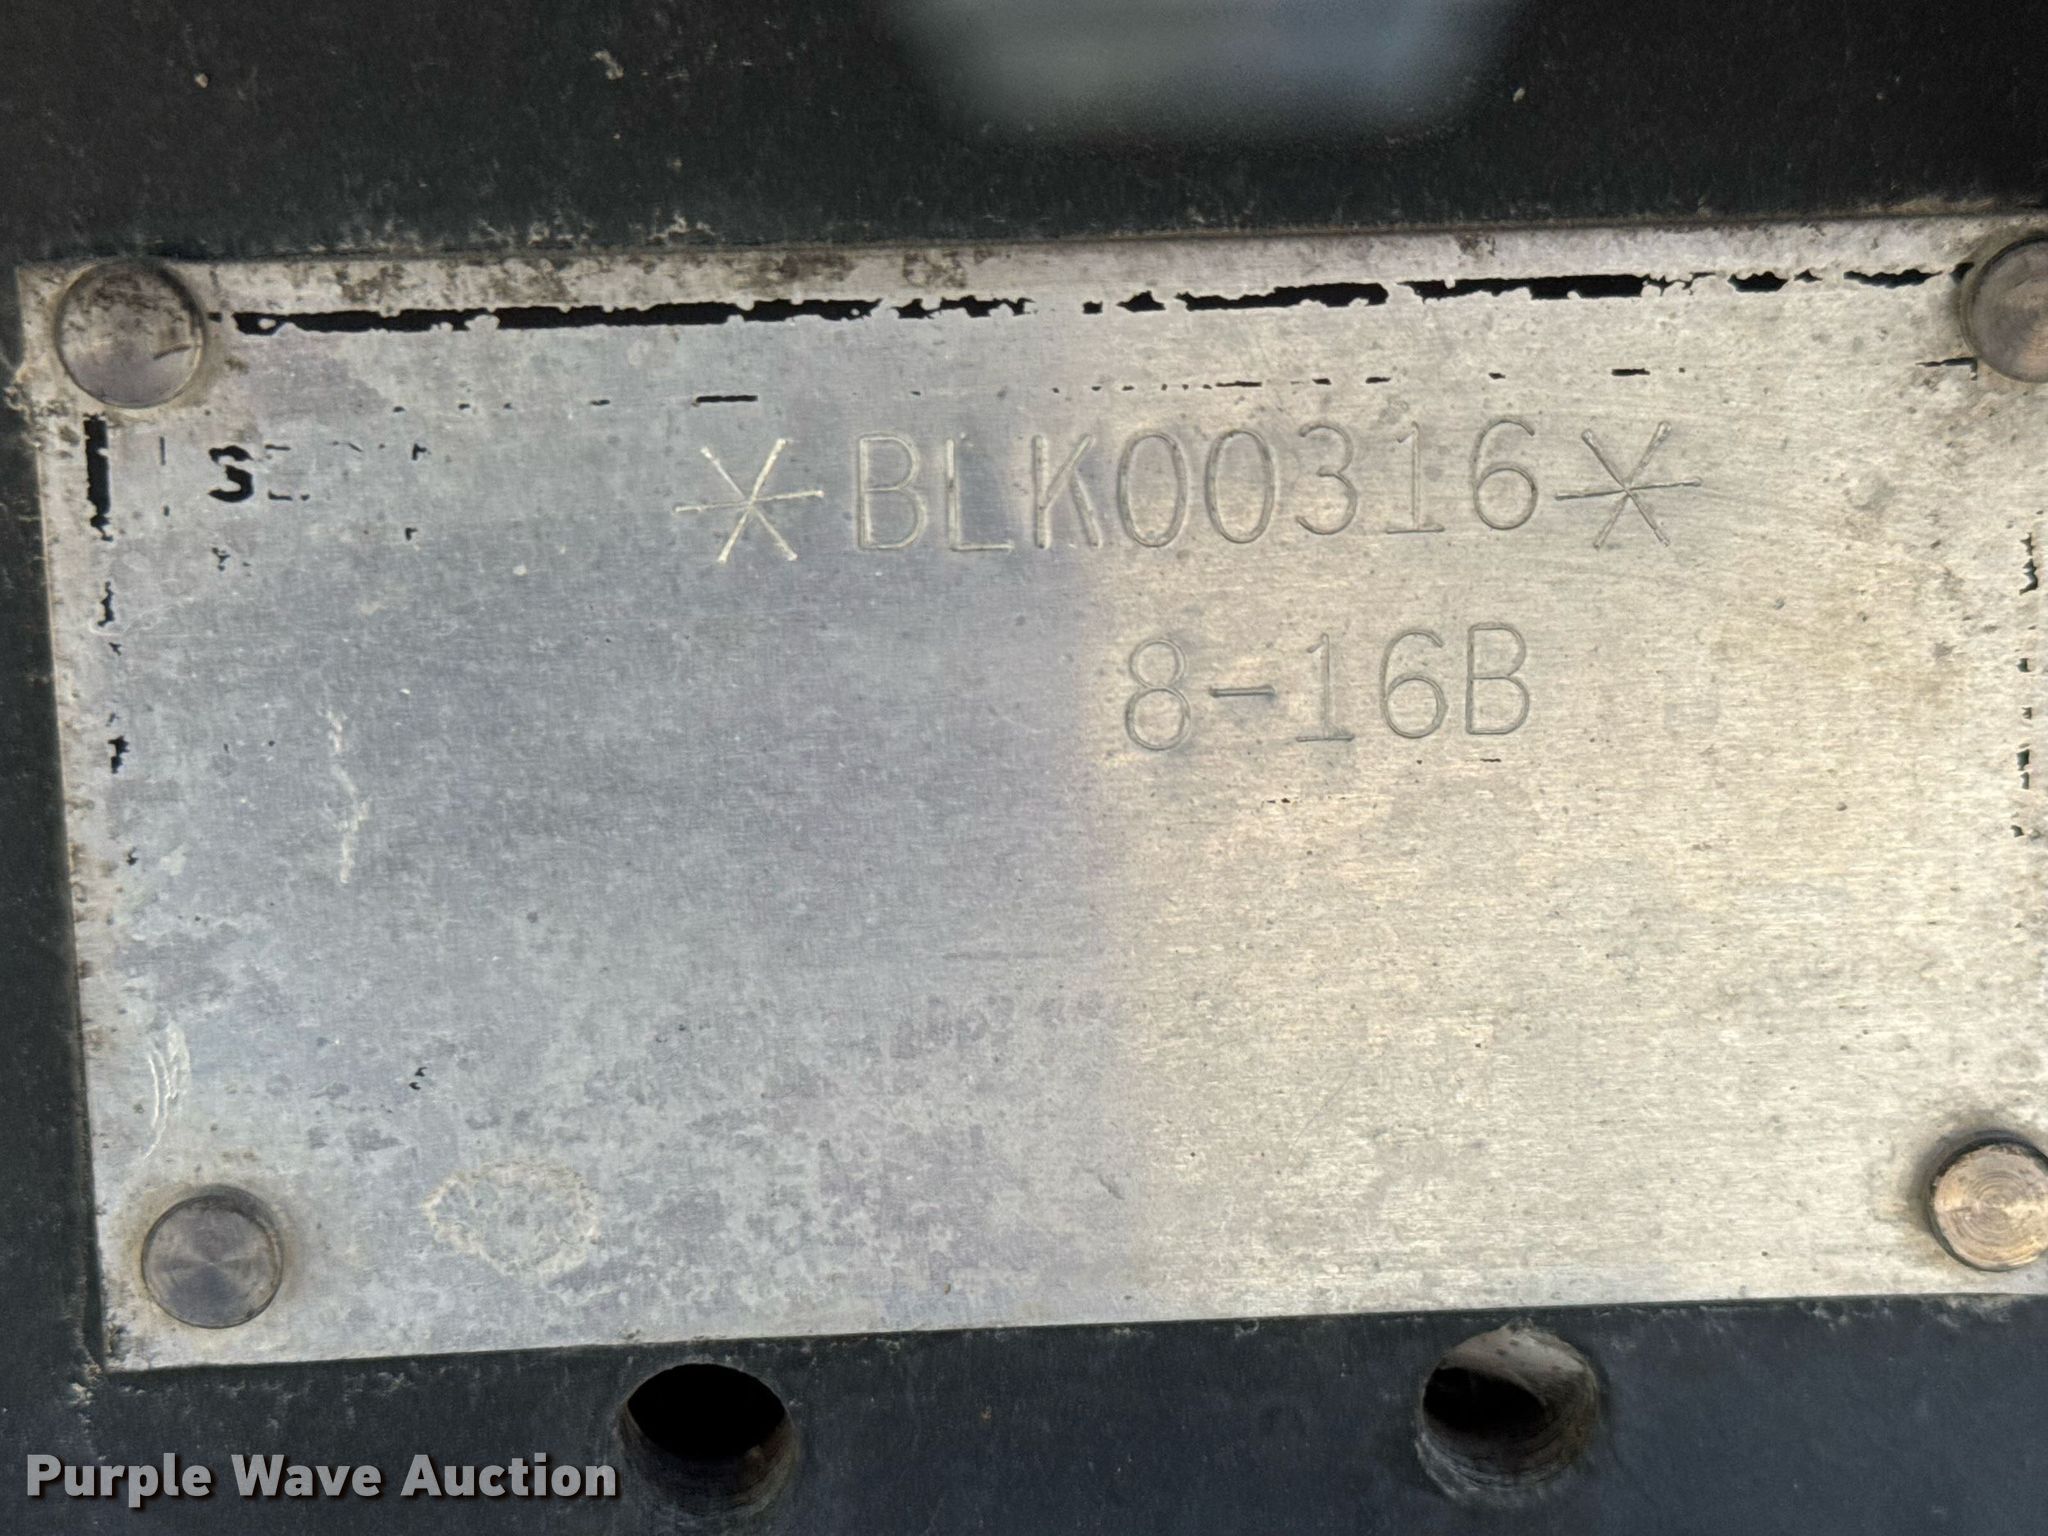 *BLK00316*
8-16B
Purple Wave Auction